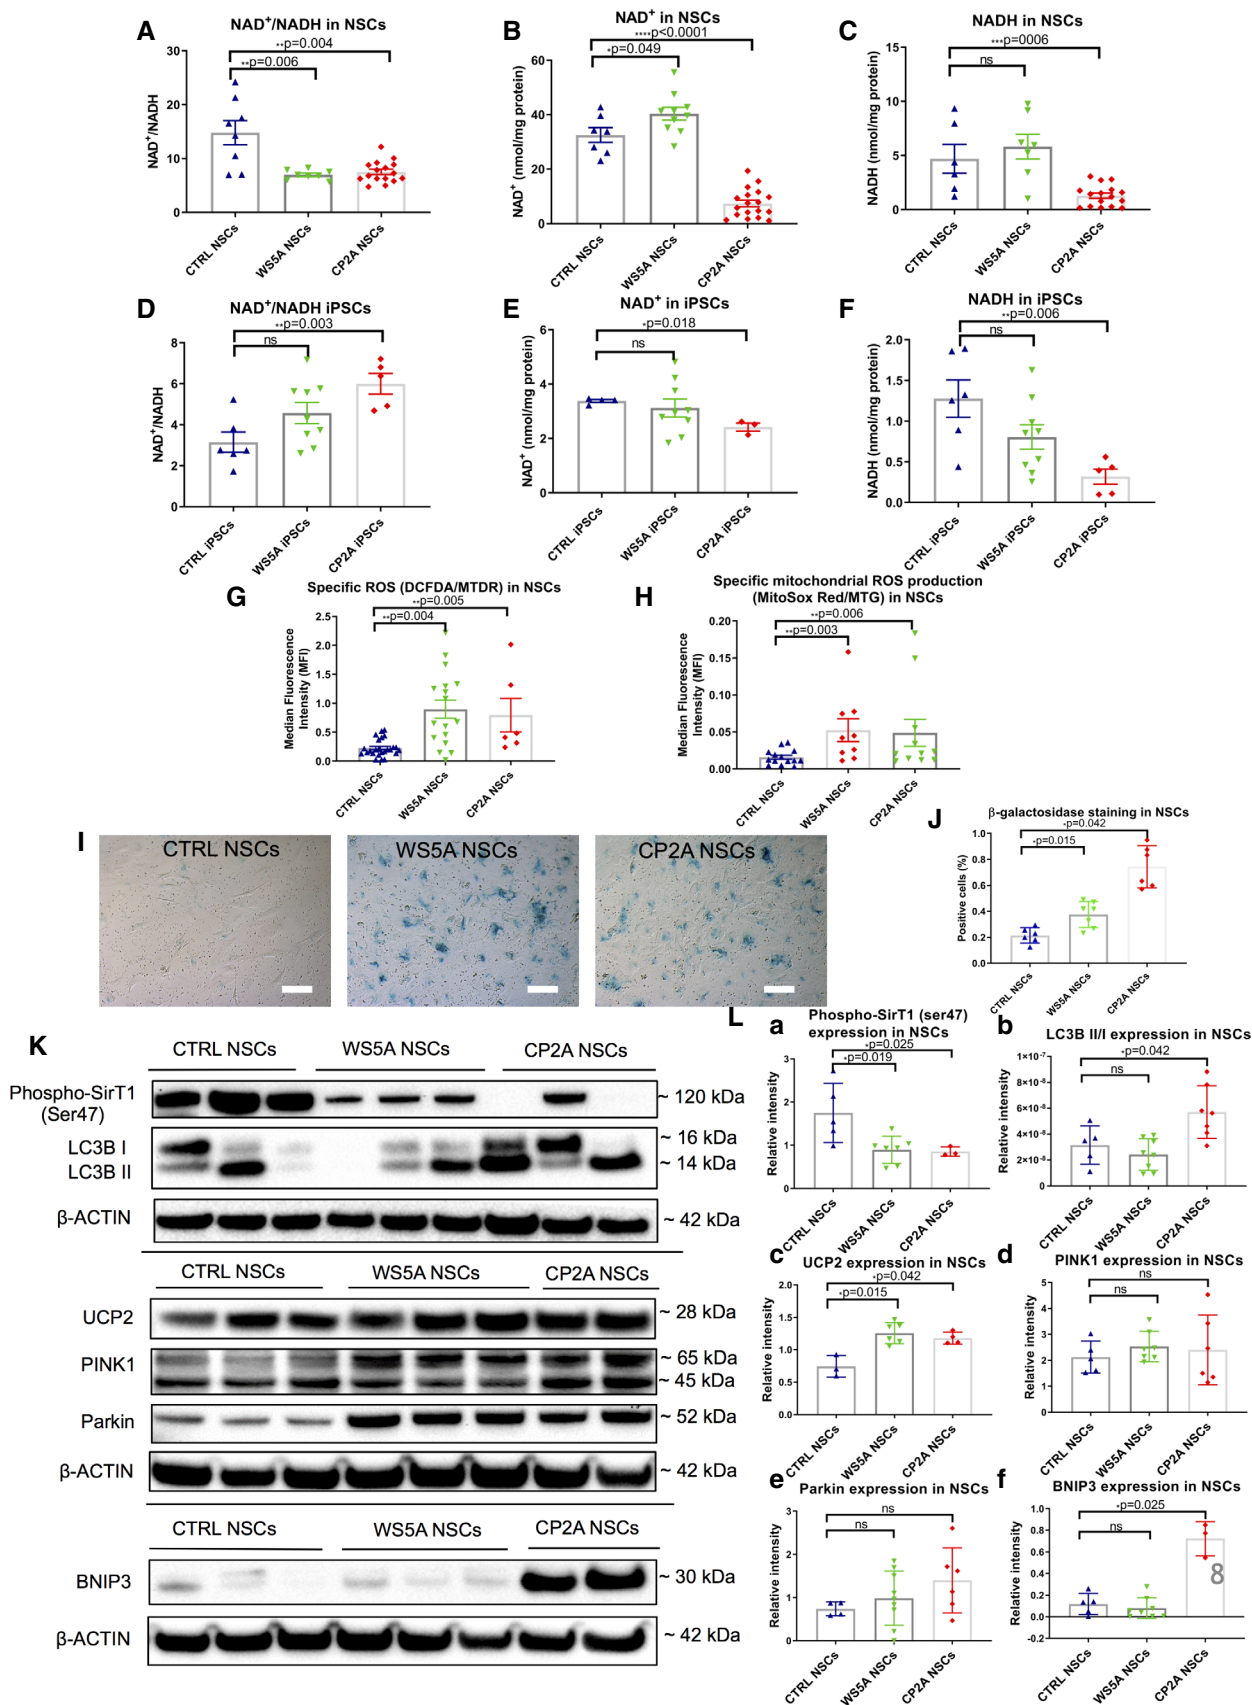 A
NAD+/NADH in NSCs
**p=0.004
**p=0.006
30
20
10
0
NAD+/NADH
CTRL NSCs
WS5A NSCs
CP2A NSCs
B
NAD+ in NSCs
****p<0.0001
*p=0.049
60
40
20
0
NAD+ (nmol/mg protein)
CTRL NSCs
WS5A NSCs
CP2A NSCs
C
NADH in NSCs
***p=0006
ns
15
10
5
0
NADH (nmol/mg protein)
CTRL NSCs
WS5A NSCs
CP2A NSCs
D
NAD+/NADH iPSCs
**p=0.003
ns
8
6
4
2
0
NAD+/NADH
CTRL iPSCs
WS5A iPSCs
CP2A iPSCs
E
NAD+ in iPSCs
*p=0.018
ns
6
4
2
0
NAD+ (nmol/mg protein)
CTRL iPSCs
WS5A iPSCs
CP2A iPSCs
F
NADH in iPSCs
**p=0.006
ns
2.0
1.5
1.0
0.5
0.0
NADH (nmol/mg protein)
CTRL iPSCs
WS5A iPSCs
CP2A iPSCs
G
Specific ROS (DCFDA/MTDR) in NSCs
**p=0.005
**p=0.004
2.5
2.0
1.5
1.0
0.5
0.0
Median Fluorescence
Intensity (MFI)
CTRL NSCs
WS5A NSCs
CP2A NSCs
H
Specific mitochondrial ROS production
(MitoSox Red/MTG) in NSCs
**p=0.006
**p=0.003
0.20
0.15
0.10
0.05
0.00
Median Fluorescence
Intensity (MFI)
CTRL NSCs
WS5A NSCs
CP2A NSCs
I
CTRL NSCs
WS5A NSCs
CP2A NSCs
J
β-galactosidase staining in NSCs
*p=0.042
*p=0.015
1.0
0.8
0.6
0.4
0.2
0.0
Positive cells (%)
CTRL NSCs
WS5A NSCs
CP2A NSCs
K
CTRL NSCs
WS5A NSCs
CP2A NSCs
Phospho-SirT1
(Ser47)
~ 120 kDa
LC3B I
~ 16 kDa
LC3B II
~ 14 kDa
β-ACTIN
~ 42 kDa
CTRL NSCs
WS5A NSCs
CP2A NSCs
UCP2
~ 28 kDa
PINK1
~ 65 kDa
~ 45 kDa
Parkin
~ 52 kDa
β-ACTIN
~ 42 kDa
CTRL NSCs
WS5A NSCs
CP2A NSCs
BNIP3
~ 30 kDa
β-ACTIN
~ 42 kDa
L
a
Phospho-SirT1 (ser47)
expression in NSCs
*p=0.025
*p=0.019
3
2
1
0
Relative intensity
CTRL NSCs
WS5A NSCs
CP2A NSCs
b
LC3B II/I expression in NSCs
*p=0.042
ns
1×10-7
8×10-8
6×10-8
4×10-8
2×10-8
0
Relative intensity
CTRL NSCs
WS5A NSCs
CP2A NSCs
c
UCP2 expression in NSCs
*p=0.042
*p=0.015
2.0
1.5
1.0
0.5
0.0
Relative intensity
CTRL NSCs
WS5A NSCs
CP2A NSCs
d
PINK1 expression in NSCs
ns
ns
5
4
3
2
1
0
Relative intensity
CTRL NSCs
WS5A NSCs
CP2A NSCs
e
Parkin expression in NSCs
ns
ns
3
2
1
0
Relative intensity
CTRL NSCs
WS5A NSCs
CP2A NSCs
f
BNIP3 expression in NSCs
*p=0.025
ns
1.0
0.8
0.6
0.4
0.2
0.0
-0.2
Relative intensity
CTRL NSCs
WS5A NSCs
CP2A NSCs
8